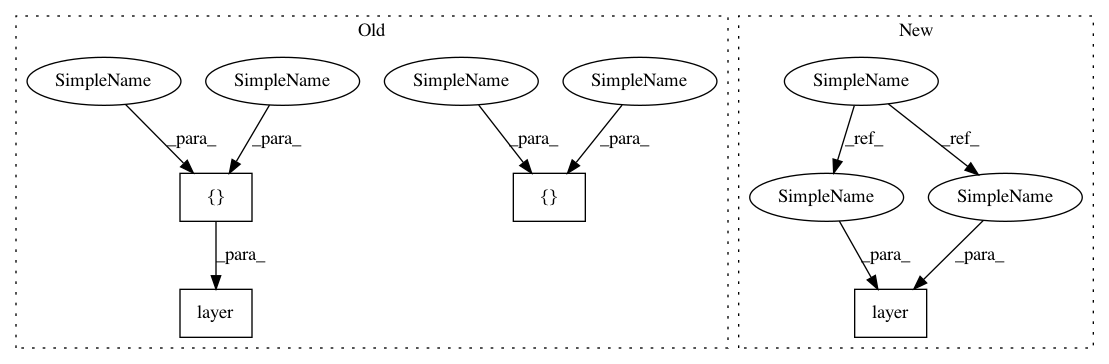 Old
New
SimpleName SimpleName SimpleName SimpleName SimpleName
_para_ _para_ _para_ _para_ _ref_ _ref_
{} {} SimpleName SimpleName
_para_ _para_ _para_
layer layer